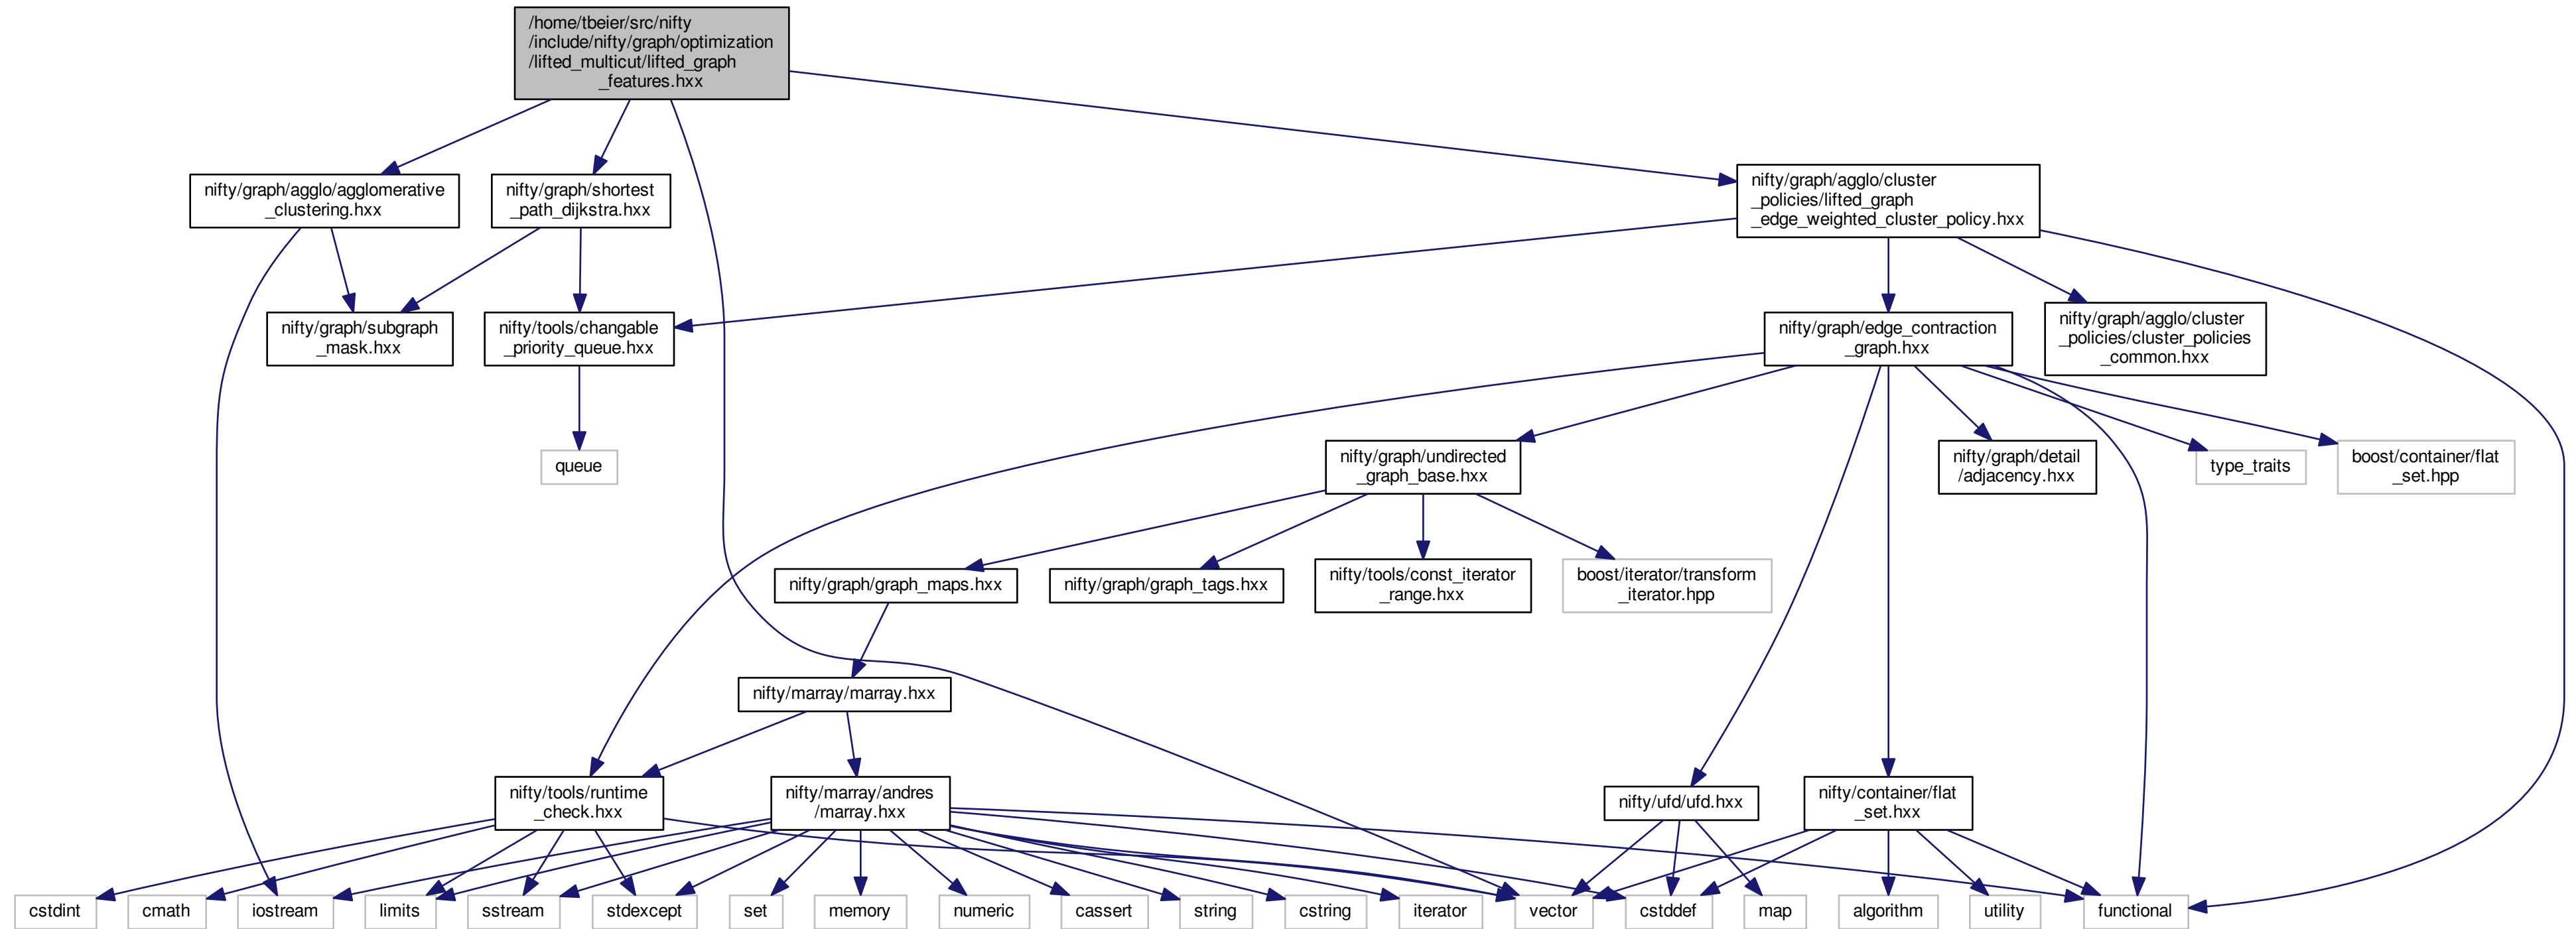 /home/tbeier/src/nifty
/include/nifty/graph/optimization
/lifted_multicut/lifted_graph
_features.hxx
nifty/graph/agglo/agglomerative
_clustering.hxx
nifty/graph/shortest
_path_dijkstra.hxx
nifty/graph/agglo/cluster
_policies/lifted_graph
_edge_weighted_cluster_policy.hxx
nifty/graph/subgraph
_mask.hxx
nifty/tools/changable
_priority_queue.hxx
nifty/graph/edge_contraction
_graph.hxx
nifty/graph/agglo/cluster
_policies/cluster_policies
_common.hxx
queue
nifty/graph/undirected
_graph_base.hxx
nifty/graph/detail
/adjacency.hxx
type_traits
boost/container/flat
_set.hpp
nifty/graph/graph_maps.hxx
nifty/graph/graph_tags.hxx
nifty/tools/const_iterator
_range.hxx
boost/iterator/transform
_iterator.hpp
nifty/marray/marray.hxx
nifty/tools/runtime
_check.hxx
nifty/marray/andres
/marray.hxx
nifty/ufd/ufd.hxx
nifty/container/flat
_set.hxx
cstdint
cmath
iostream
limits
sstream
stdexcept
set
memory
numeric
cassert
string
cstring
iterator
vector
cstddef
map
algorithm
utility
functional